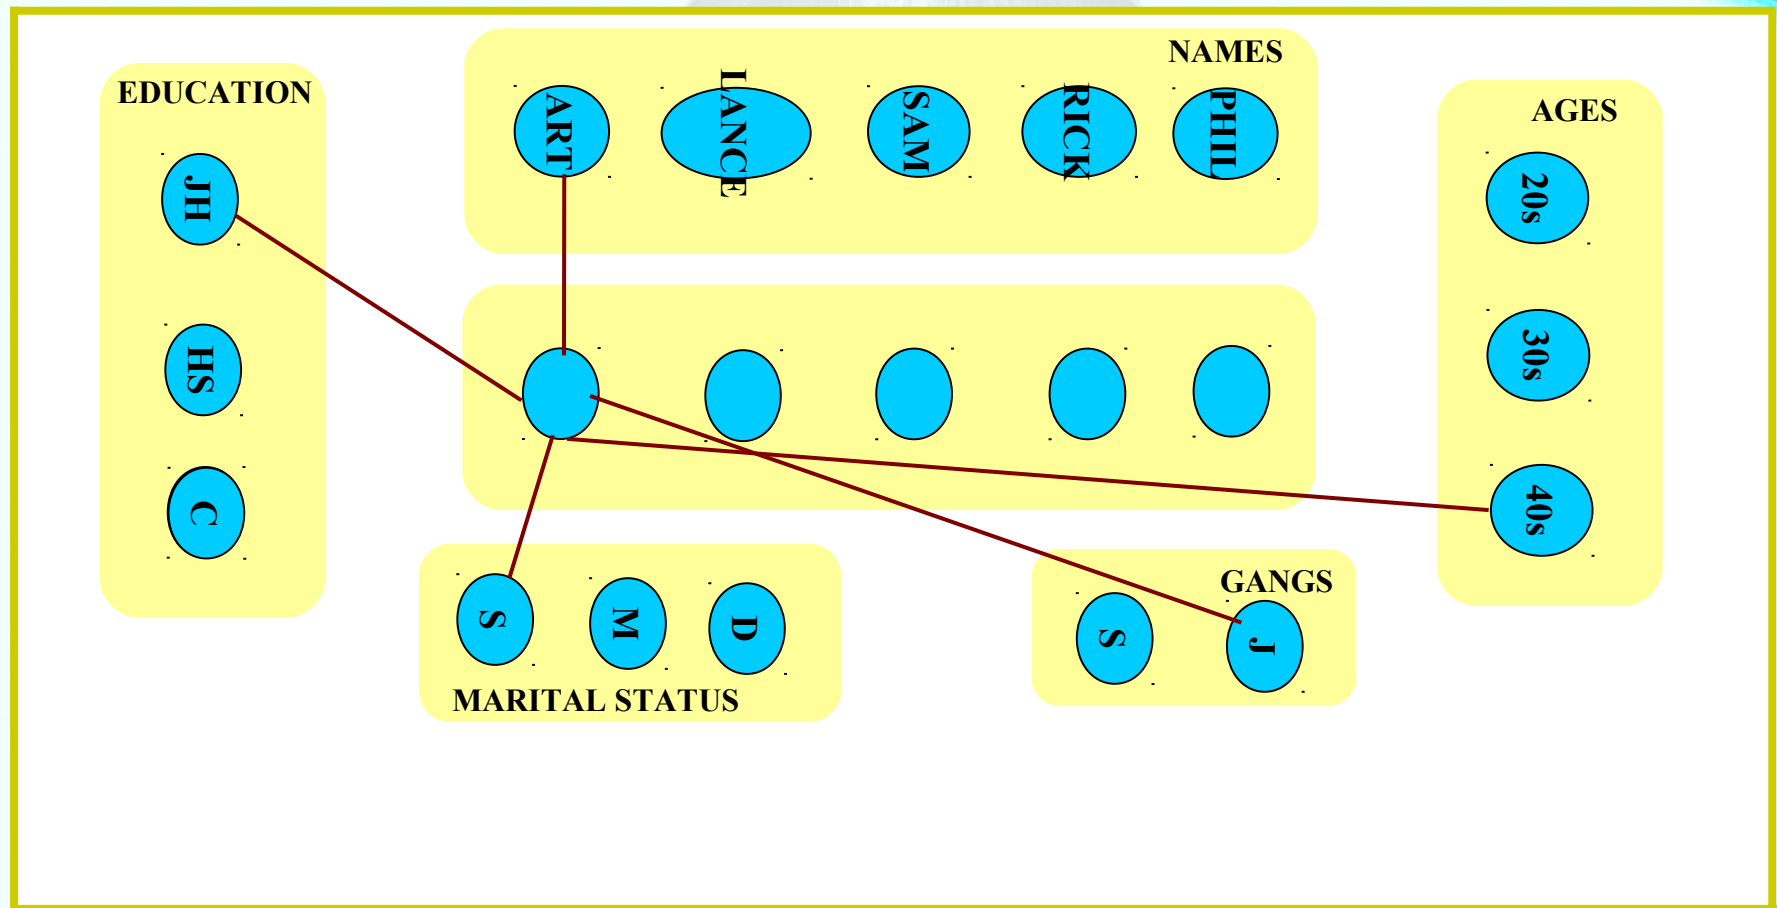 NAMES
EDUCATION
ART
LANCE
SAM
RICK
PHIL
AGES
JH
20s
HS
30s
C
40s
S
M
D
MARITAL STATUS
GANGS
S
J